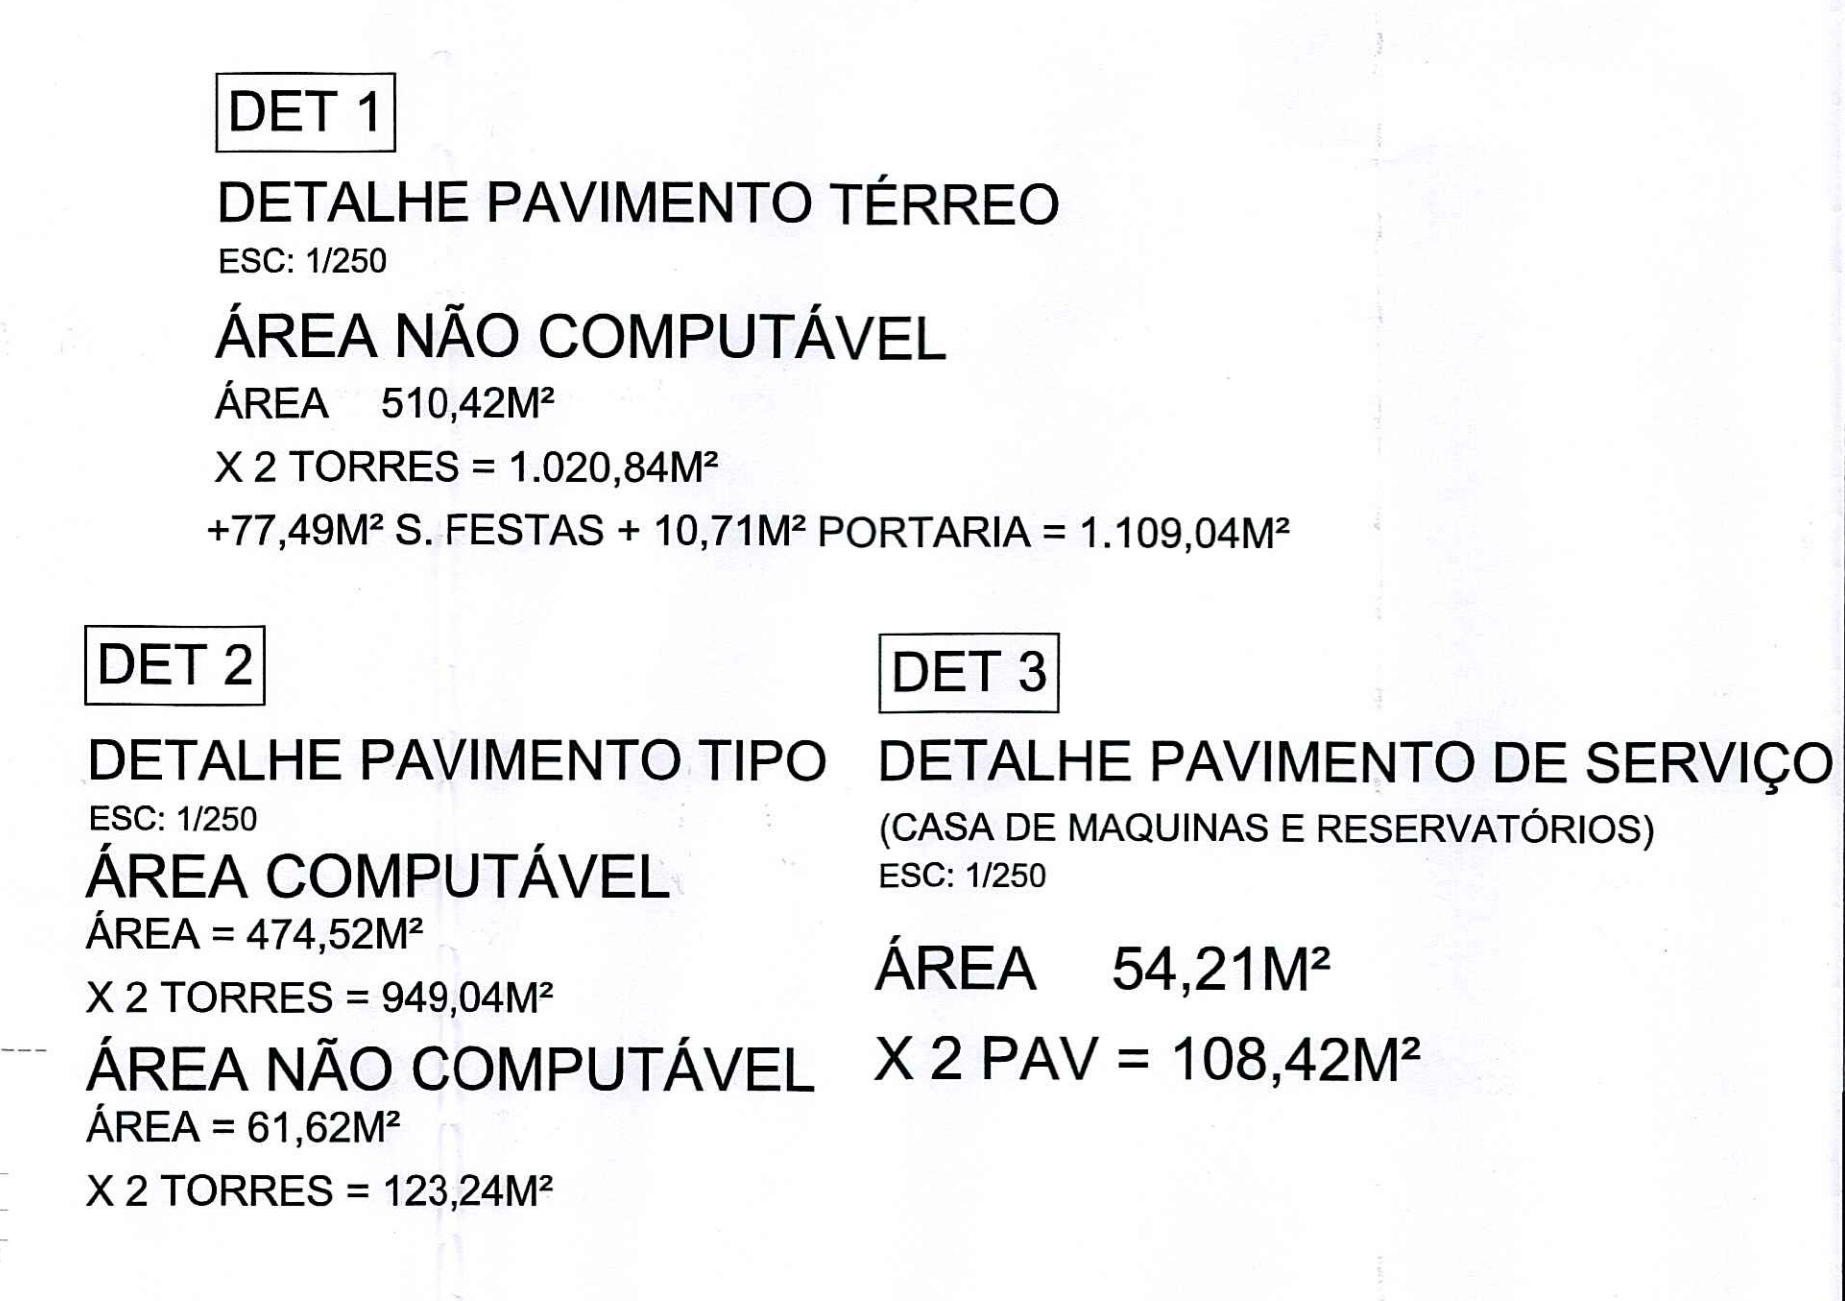 DET 1
DETALHE PAVIMENTO TÉRREO
ESC: 1/250
ÁREA NÃO COMPUTÁVEL
ÁREA 510,42M²
X 2 TORRES = 1.020,84M²
+77,49M² S. FESTAS + 10,71M² PORTARIA = 1.109,04M²
DET 2
DETALHE PAVIMENTO TIPO
ESC: 1/250
ÁREA COMPUTÁVEL
ÁREA = 474,52M²
X 2 TORRES = 949,04M²
ÁREA NÃO COMPUTÁVEL
ÁREA = 61,62M²
X 2 TORRES = 123,24M²
DET 3
DETALHE PAVIMENTO DE SERVIÇO
(CASA DE MAQUINAS E RESERVATÓRIOS)
ESC: 1/250
ÁREA 54,21M²
X 2 PAV = 108,42M²